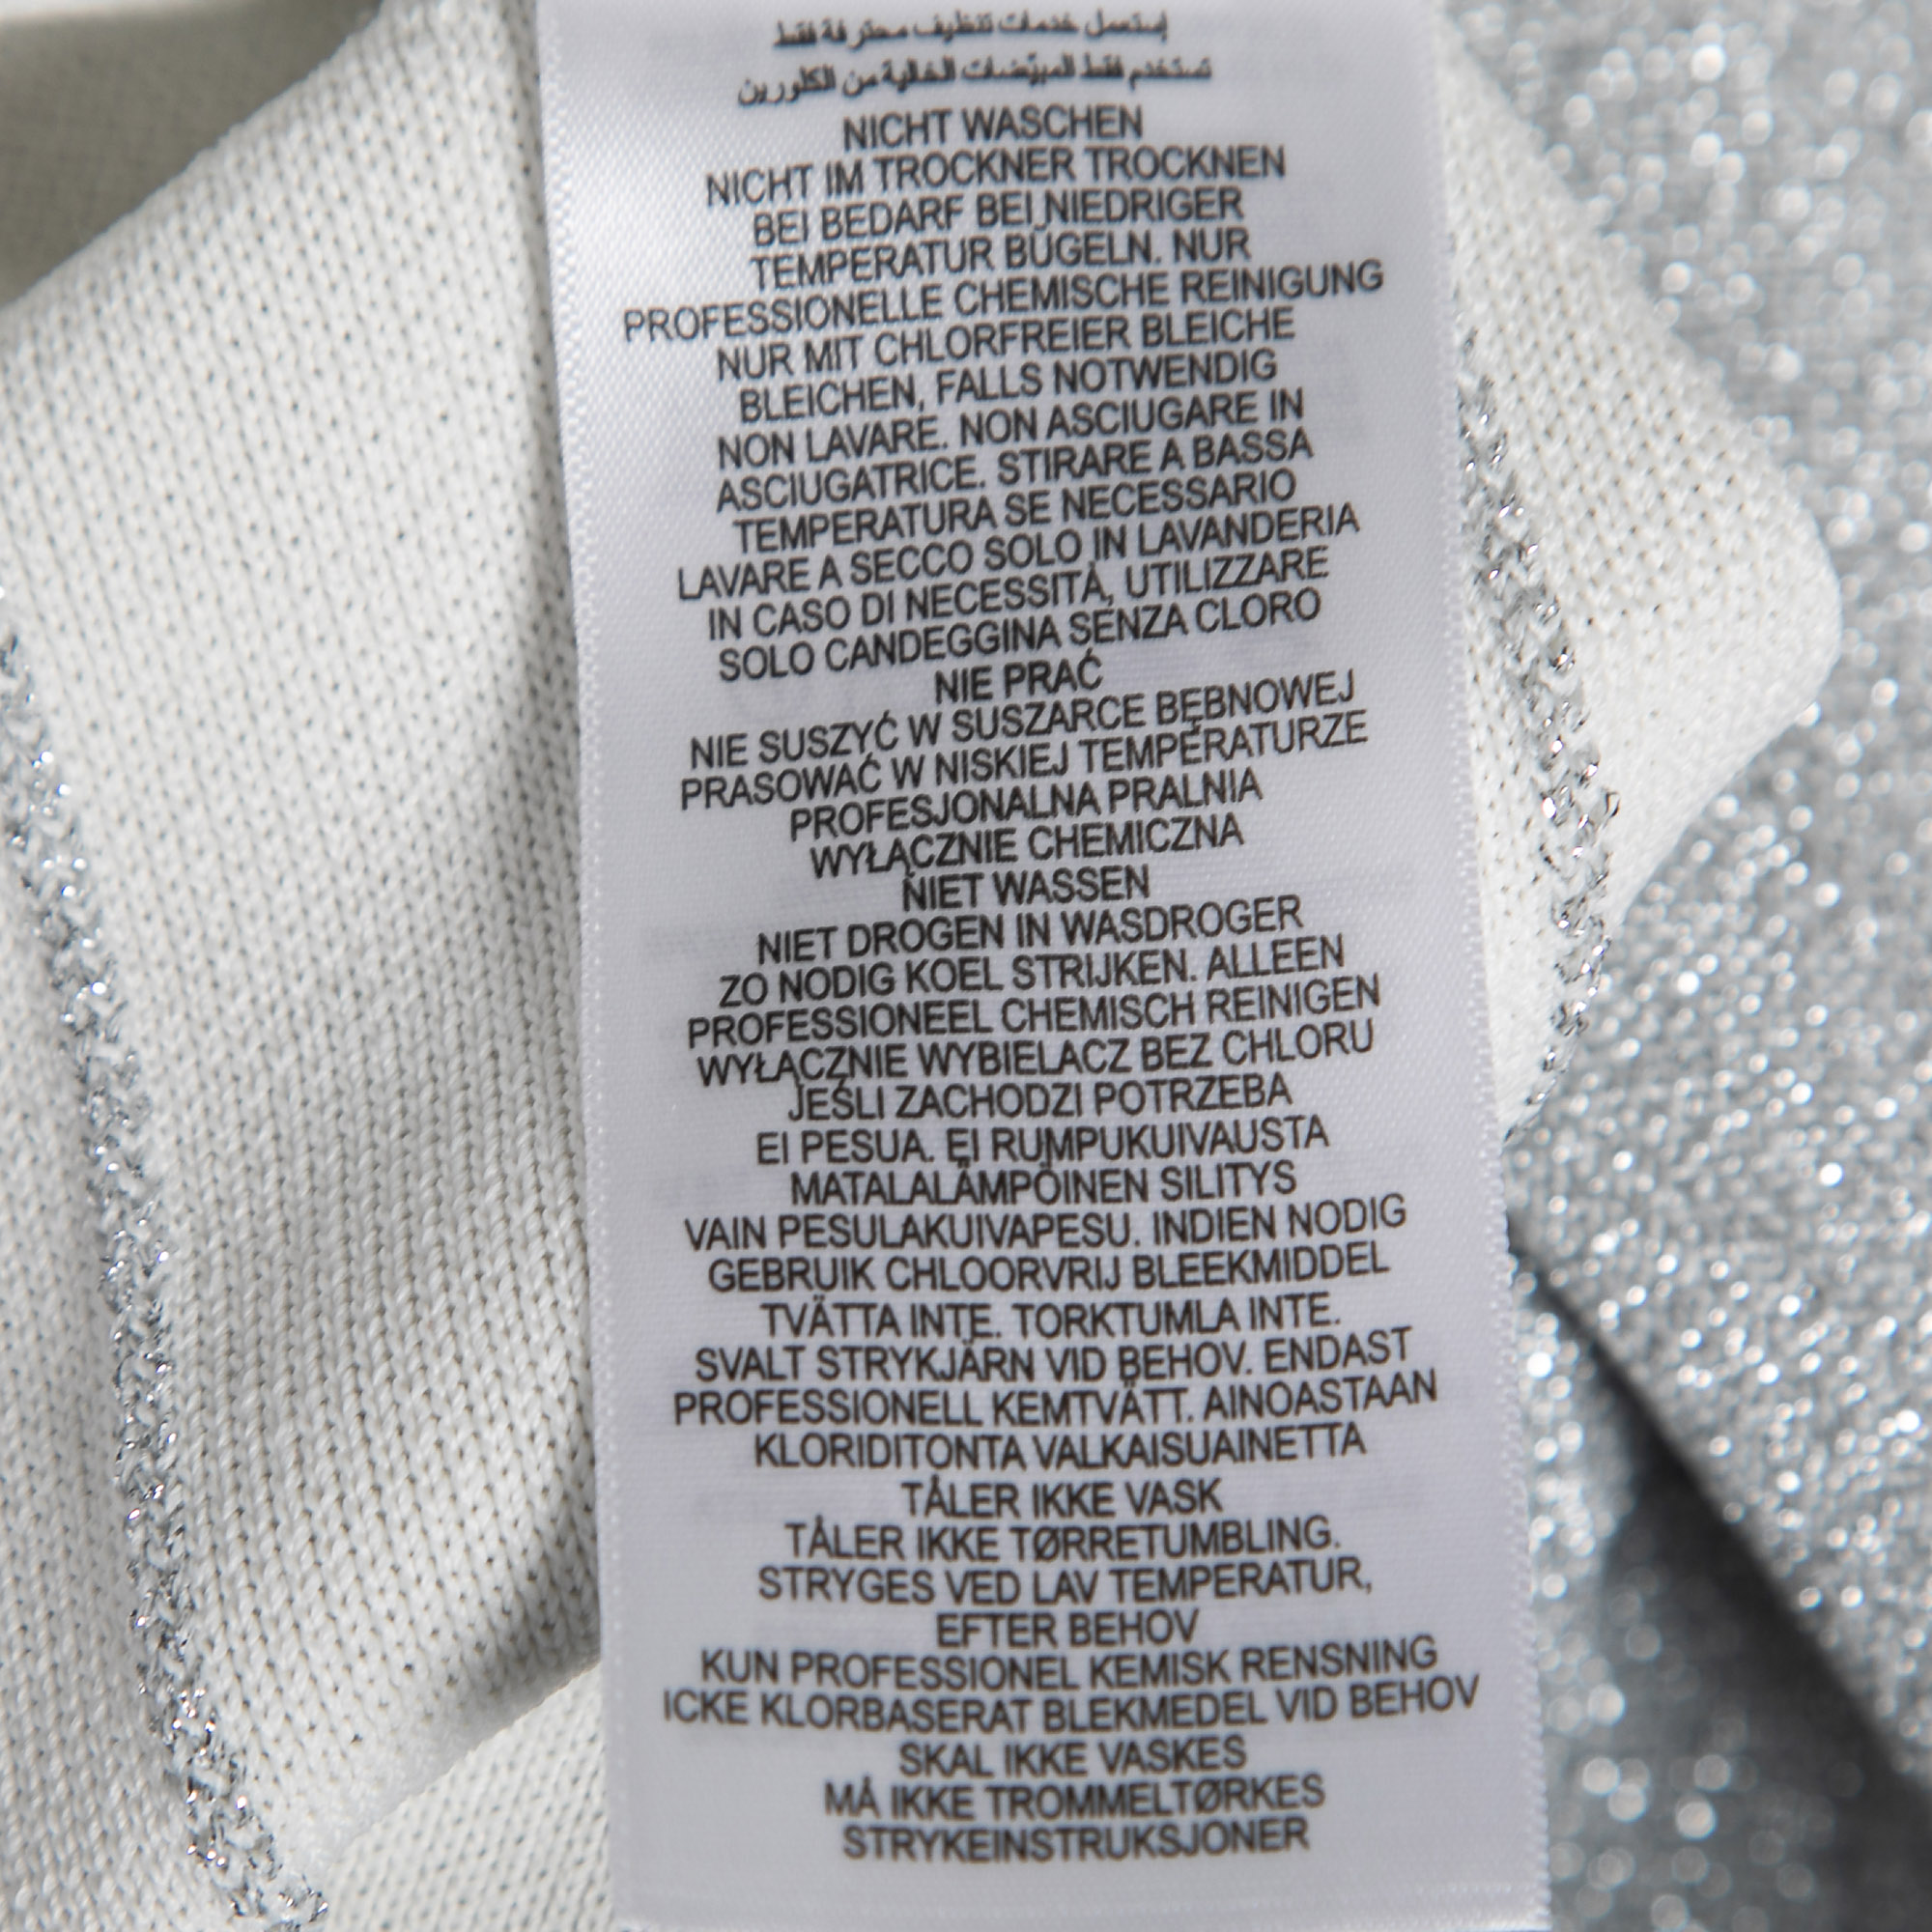 إستعمل خدمات تنظيف محترفة فقط
تستخدم فقط المبيّضات الخالية من الكلورين
NICHT WASCHEN
NICHT IM TROCKNER TROCKNEN
BEI BEDARF BEI NIEDRIGER
TEMPERATUR BÜGELN. NUR
PROFESSIONELLE CHEMISCHE REINIGUNG
NUR MIT CHLORFREIER BLEICHE
BLEICHEN, FALLS NOTWENDIG
NON LAVARE. NON ASCIUGARE IN
ASCIUGATRICE. STIRARE A BASSA
TEMPERATURA SE NECESSARIO
LAVARE A SECCO SOLO IN LAVANDERIA
IN CASO DI NECESSITÀ, UTILIZZARE
SOLO CANDEGGINA SENZA CLORO
NIE PRAĆ
NIE SUSZYĆ W SUSZARCE BĘBNOWEJ
PRASOWAĆ W NISKIEJ TEMPERATURZE
PROFESJONALNA PRALNIA
WYŁĄCZNIE CHEMICZNA
NIET WASSEN
NIET DROGEN IN WASDROGER
ZO NODIG KOEL STRIJKEN. ALLEEN
PROFESSIONEEL CHEMISCH REINIGEN
WYŁĄCZNIE WYBIELACZ BEZ CHLORU
JEŚLI ZACHODZI POTRZEBA
EI PESUA. EI RUMPUKUIVAUSTA
MATALALÄMPÖINEN SILITYS
VAIN PESULAKUIVAPESU. INDIEN NODIG
GEBRUIK CHLOORVRIJ BLEEKMIDDEL
TVÄTTA INTE. TORKTUMLA INTE.
SVALT STRYKJÄRN VID BEHOV. ENDAST
PROFESSIONELL KEMTVÄTT. AINOASTAAN
KLORIDITONTA VALKAISUAINETTA
TÅLER IKKE VASK
TÅLER IKKE TØRRETUMBLING.
STRYGES VED LAV TEMPERATUR,
EFTER BEHOV
KUN PROFESSIONEL KEMISK RENSNING
ICKE KLORBASERAT BLEKMEDEL VID BEHOV
SKAL IKKE VASKES
MÅ IKKE TROMMELTØRKES
STRYKEINSTRUKSJONER